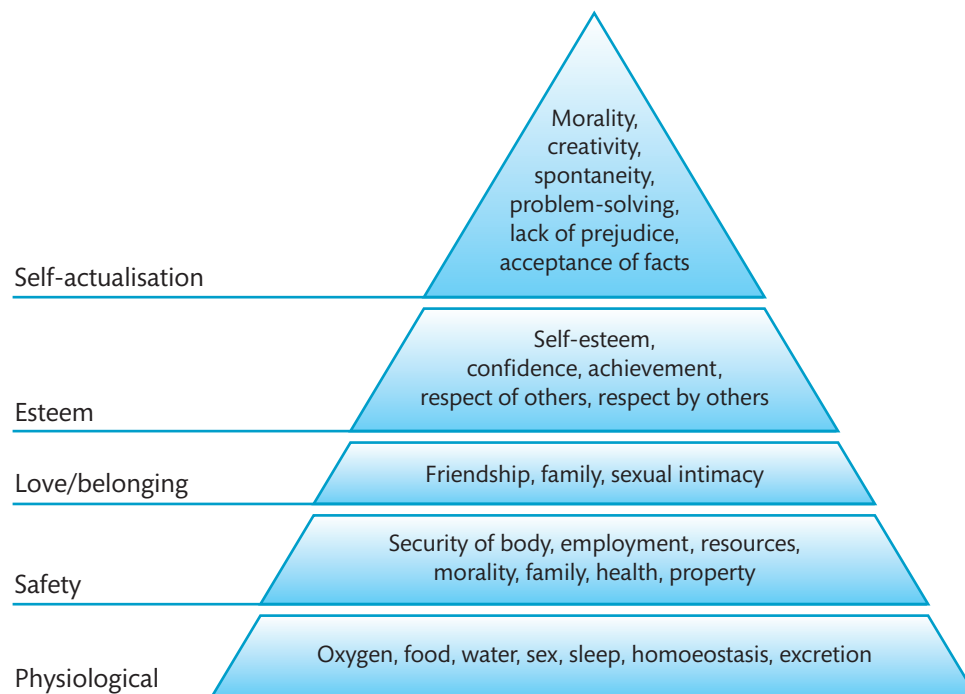 Morality,
creativity,
spontaneity,
problem-solving,
lack of prejudice,
acceptance of facts
Self-actualisation
Self-esteem,
confidence, achievement,
respect of others, respect by others
Esteem
Friendship, family, sexual intimacy
Love/belonging
Security of body, employment, resources,
morality, family, health, property
Safety
Oxygen, food, water, sex, sleep, homoeostasis, excretion
Physiological